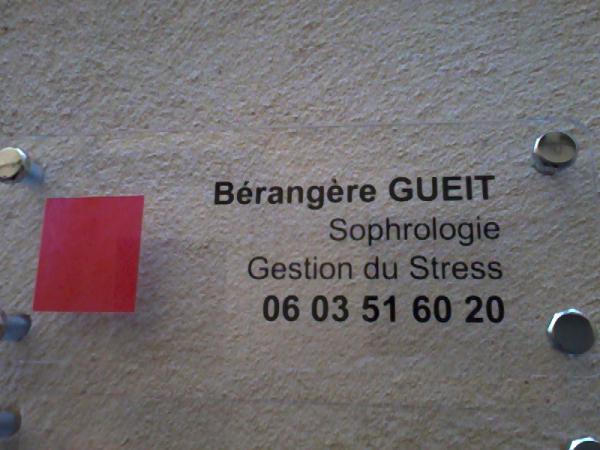 Bérangère GUEIT
Sophrologie
Gestion du Stress
06 03 51 60 20